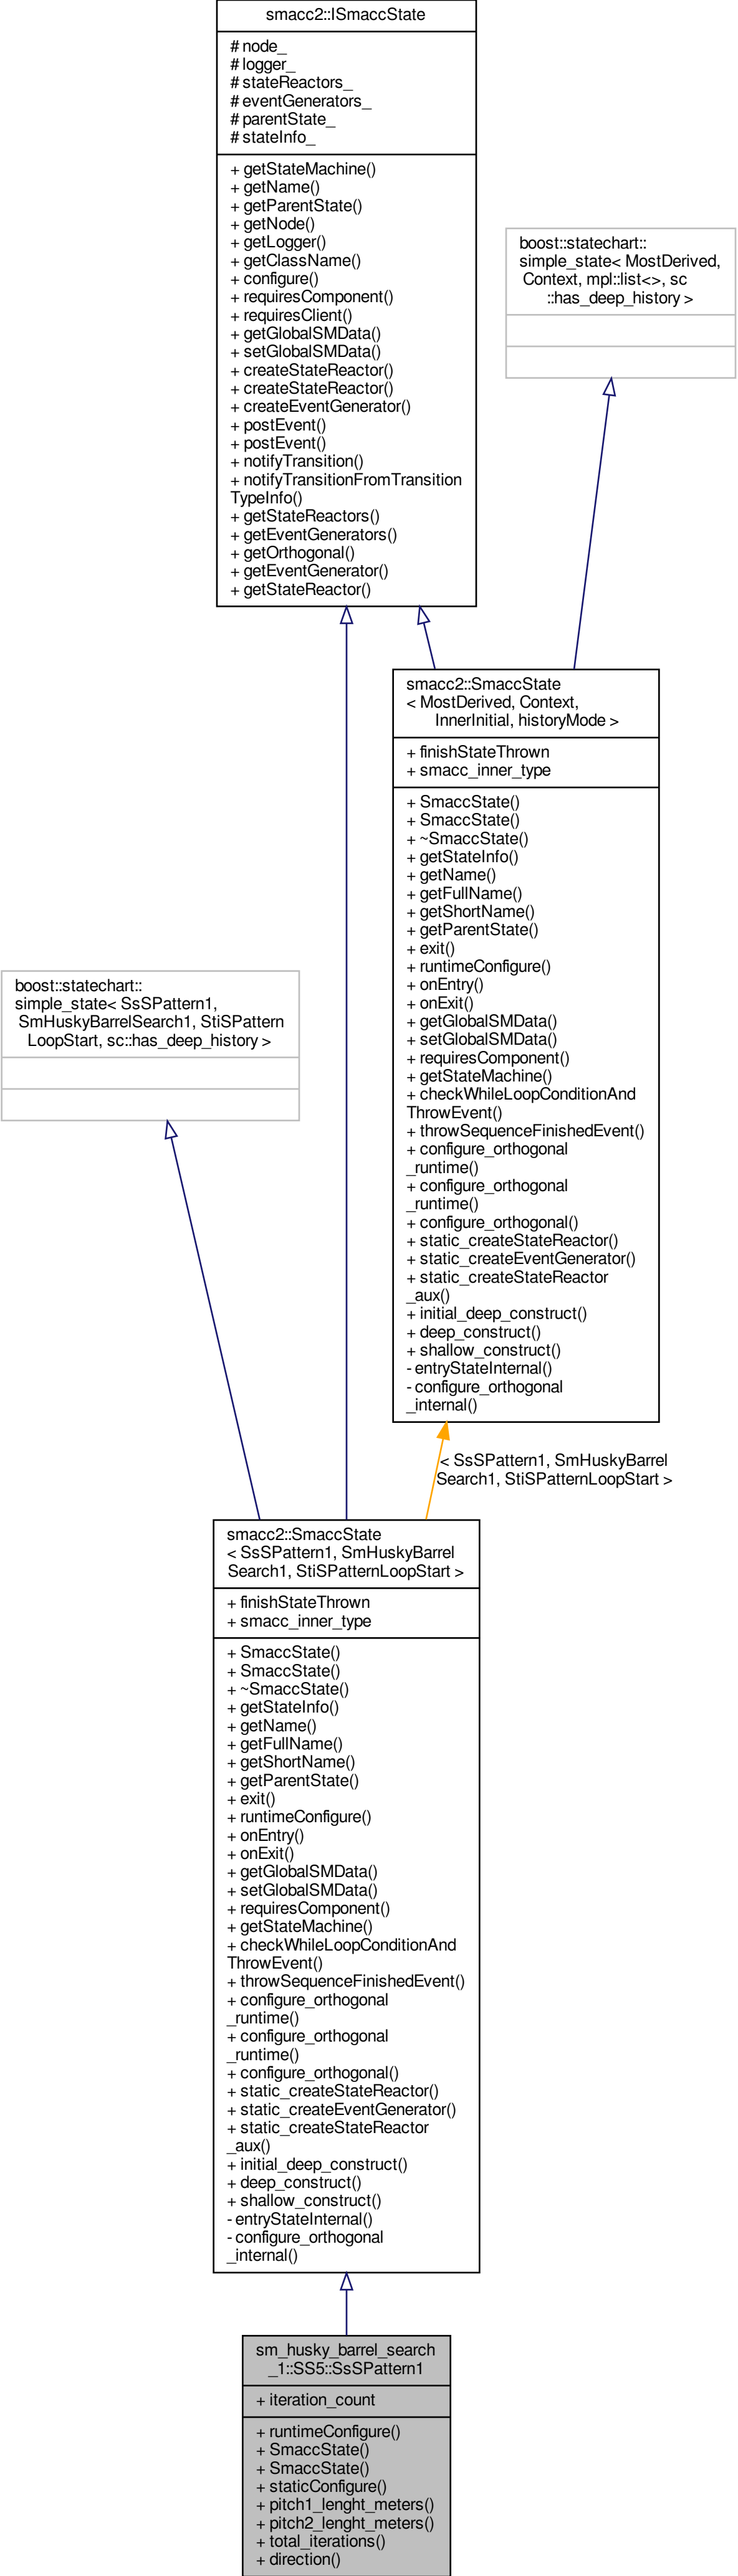 smacc2::ISmaccState
# node_
# logger_
# stateReactors_
# eventGenerators_
# parentState_
# stateInfo_
+ getStateMachine()
+ getName()
+ getParentState()
+ getNode()
+ getLogger()
+ getClassName()
+ configure()
+ requiresComponent()
+ requiresClient()
+ getGlobalSMData()
+ setGlobalSMData()
+ createStateReactor()
+ createStateReactor()
+ createEventGenerator()
+ postEvent()
+ postEvent()
+ notifyTransition()
+ notifyTransitionFromTransition
TypeInfo()
+ getStateReactors()
+ getEventGenerators()
+ getOrthogonal()
+ getEventGenerator()
+ getStateReactor()
boost::statechart::
simple_state< MostDerived,
Context, mpl::list<>, sc
::has_deep_history >
smacc2::SmaccState
< MostDerived, Context,
InnerInitial, historyMode >
+ finishStateThrown
+ smacc_inner_type
+ SmaccState()
+ SmaccState()
+ ~SmaccState()
+ getStateInfo()
+ getName()
+ getFullName()
+ getShortName()
+ getParentState()
+ exit()
+ runtimeConfigure()
+ onEntry()
+ onExit()
+ getGlobalSMData()
+ setGlobalSMData()
+ requiresComponent()
+ getStateMachine()
+ checkWhileLoopConditionAnd
ThrowEvent()
+ throwSequenceFinishedEvent()
+ configure_orthogonal
_runtime()
+ configure_orthogonal
_runtime()
+ configure_orthogonal()
+ static_createStateReactor()
+ static_createEventGenerator()
+ static_createStateReactor
_aux()
+ initial_deep_construct()
+ deep_construct()
+ shallow_construct()
- entryStateInternal()
- configure_orthogonal
_internal()
boost::statechart::
simple_state< SsSPattern1,
SmHuskyBarrelSearch1, StiSPattern
LoopStart, sc::has_deep_history >
< SsSPattern1, SmHuskyBarrel
Search1, StiSPatternLoopStart >
smacc2::SmaccState
< SsSPattern1, SmHuskyBarrel
Search1, StiSPatternLoopStart >
+ finishStateThrown
+ smacc_inner_type
+ SmaccState()
+ SmaccState()
+ ~SmaccState()
+ getStateInfo()
+ getName()
+ getFullName()
+ getShortName()
+ getParentState()
+ exit()
+ runtimeConfigure()
+ onEntry()
+ onExit()
+ getGlobalSMData()
+ setGlobalSMData()
+ requiresComponent()
+ getStateMachine()
+ checkWhileLoopConditionAnd
ThrowEvent()
+ throwSequenceFinishedEvent()
+ configure_orthogonal
_runtime()
+ configure_orthogonal
_runtime()
+ configure_orthogonal()
+ static_createStateReactor()
+ static_createEventGenerator()
+ static_createStateReactor
_aux()
+ initial_deep_construct()
+ deep_construct()
+ shallow_construct()
- entryStateInternal()
- configure_orthogonal
_internal()
sm_husky_barrel_search
_1::SS5::SsSPattern1
+ iteration_count
+ runtimeConfigure()
+ SmaccState()
+ SmaccState()
+ staticConfigure()
+ pitch1_lenght_meters()
+ pitch2_lenght_meters()
+ total_iterations()
+ direction()